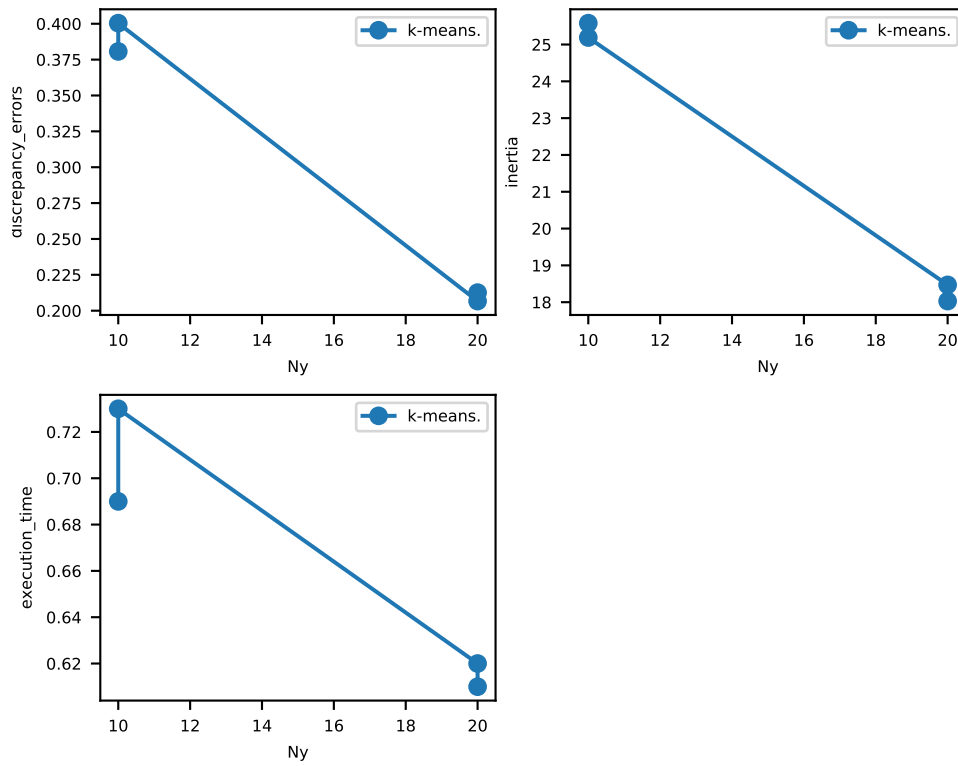 discrepancy_errors
0.400
0.375
0.350
0.325
0.300
0.275
0.250
0.225
0.200
k-means.
10 12 14 16 18 20
Ny
inertia
25
24
23
22
21
20
19
18
k-means.
10 12 14 16 18 20
Ny
execution_time
0.72
0.70
0.68
0.66
0.64
0.62
k-means.
10 12 14 16 18 20
Ny